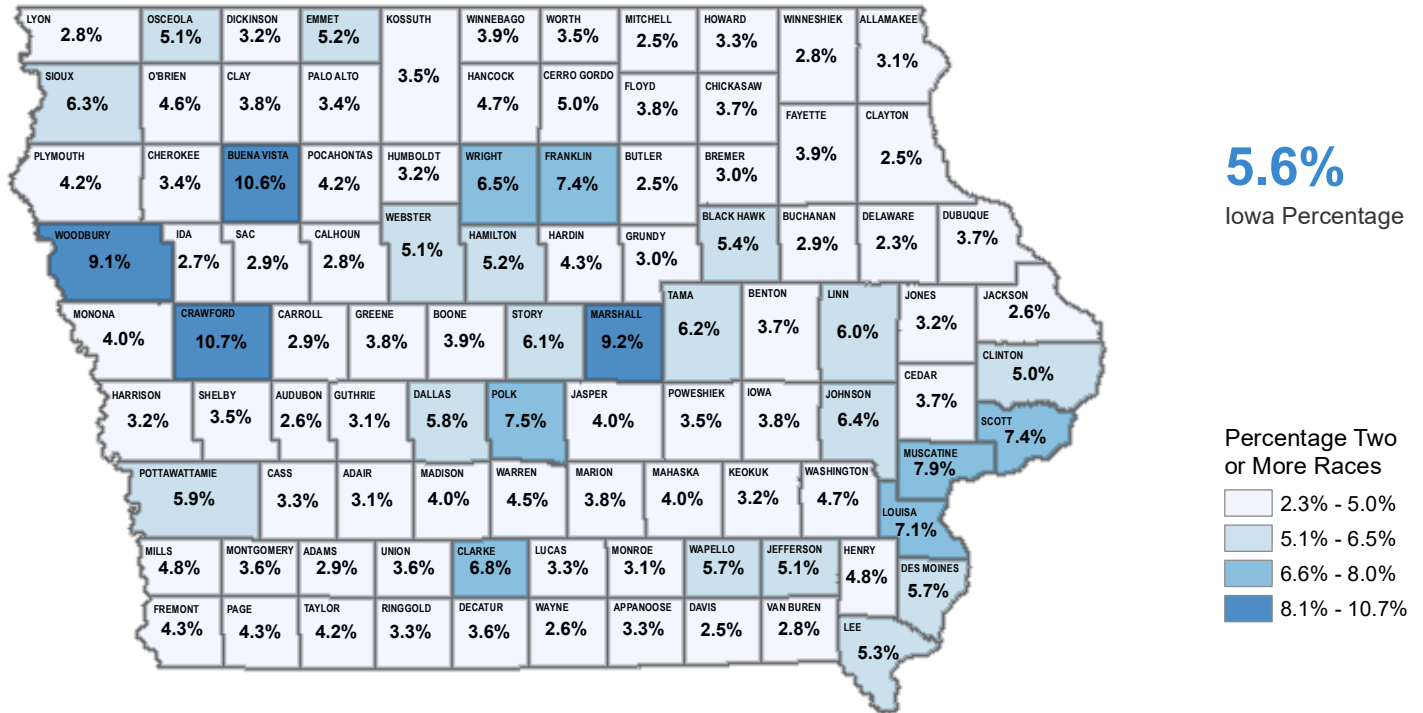 LYON
2.8%
OSCEOLA
5.1%
DICKINSON
3.2%
EMMET
5.2%
KOSSUTH
3.5%
WINNEBAGO
3.9%
WORTH
3.5%
MITCHELL
2.5%
HOWARD
3.3%
WINNESHIEK
2.8%
ALLAMAKEE
3.1%
SIOUX
6.3%
O'BRIEN
4.6%
CLAY
3.8%
PALO ALTO
3.4%
HANCOCK
4.7%
CERRO GORDO
5.0%
FLOYD
3.8%
CHICKASAW
3.7%
FAYETTE
3.9%
CLAYTON
2.5%
PLYMOUTH
4.2%
CHEROKEE
3.4%
BUENA VISTA
10.6%
POCAHONTAS
4.2%
HUMBOLDT
3.2%
WRIGHT
6.5%
FRANKLIN
7.4%
BUTLER
2.5%
BREMER
3.0%
WOODBURY
9.1%
IDA
2.7%
SAC
2.9%
CALHOUN
2.8%
WEBSTER
5.1%
HAMILTON
5.2%
HARDIN
4.3%
GRUNDY
3.0%
BLACK HAWK
5.4%
BUCHANAN
2.9%
DELAWARE
2.3%
DUBUQUE
3.7%
MONONA
4.0%
CRAWFORD
10.7%
CARROLL
2.9%
GREENE
3.8%
BOONE
3.9%
STORY
6.1%
MARSHALL
9.2%
TAMA
6.2%
BENTON
3.7%
LINN
6.0%
JONES
3.2%
JACKSON
2.6%
CLINTON
5.0%
HARRISON
3.2%
SHELBY
3.5%
AUDUBON
2.6%
GUTHRIE
3.1%
DALLAS
5.8%
POLK
7.5%
JASPER
4.0%
POWESHIEK
3.5%
IOWA
3.8%
JOHNSON
6.4%
CEDAR
3.7%
SCOTT
7.4%
MUSCATINE
7.9%
POTTAWATTAMIE
5.9%
CASS
3.3%
ADAIR
3.1%
MADISON
4.0%
WARREN
4.5%
MARION
3.8%
MAHASKA
4.0%
KEOKUK
3.2%
WASHINGTON
4.7%
LOUISA
7.1%
MILLS
4.8%
MONTGOMERY
3.6%
ADAMS
2.9%
UNION
3.6%
CLARKE
6.8%
LUCAS
3.3%
MONROE
3.1%
WAPELLO
5.7%
JEFFERSON
5.1%
HENRY
4.8%
DES MOINES
5.7%
FREMONT
4.3%
PAGE
4.3%
TAYLOR
4.2%
RINGGOLD
3.3%
DECATUR
3.6%
WAYNE
2.6%
APPANOOSE
3.3%
DAVIS
2.5%
VAN BUREN
2.8%
LEE
5.3%
5.6%
Iowa Percentage
Percentage Two
or More Races
2.3% - 5.0%
5.1% - 6.5%
6.6% - 8.0%
8.1% - 10.7%